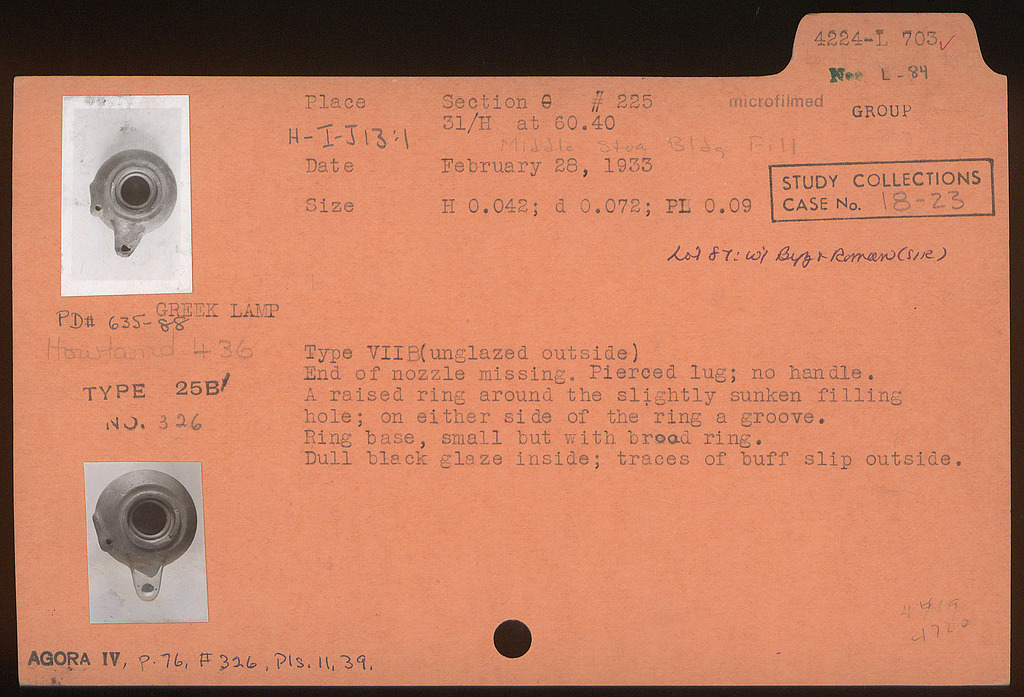 4224-L 703 ✓
Neg L-84
Place Section Θ # 225 microfilmed GROUP
H-I-J13:1 31/H at 60.40
Middle Stoa Bldg Fill
Date February 28, 1933
STUDY COLLECTIONS
CASE No. 18-23
Size H 0.042; d 0.072; PL 0.09
Lot 87: w/ Byz + Roman (SIR)
GREEK LAMP
PD# 635-88
Howland 436
TYPE 25B'
NO. 326
Type VIIB(unglazed outside)
End of nozzle missing. Pierced lug; no handle.
A raised ring around the slightly sunken filling
hole; on either side of the ring a groove.
Ring base, small but with broad ring.
Dull black glaze inside; traces of buff slip outside.
AGORA IV, p. 76, # 326, Pls. 11, 39.